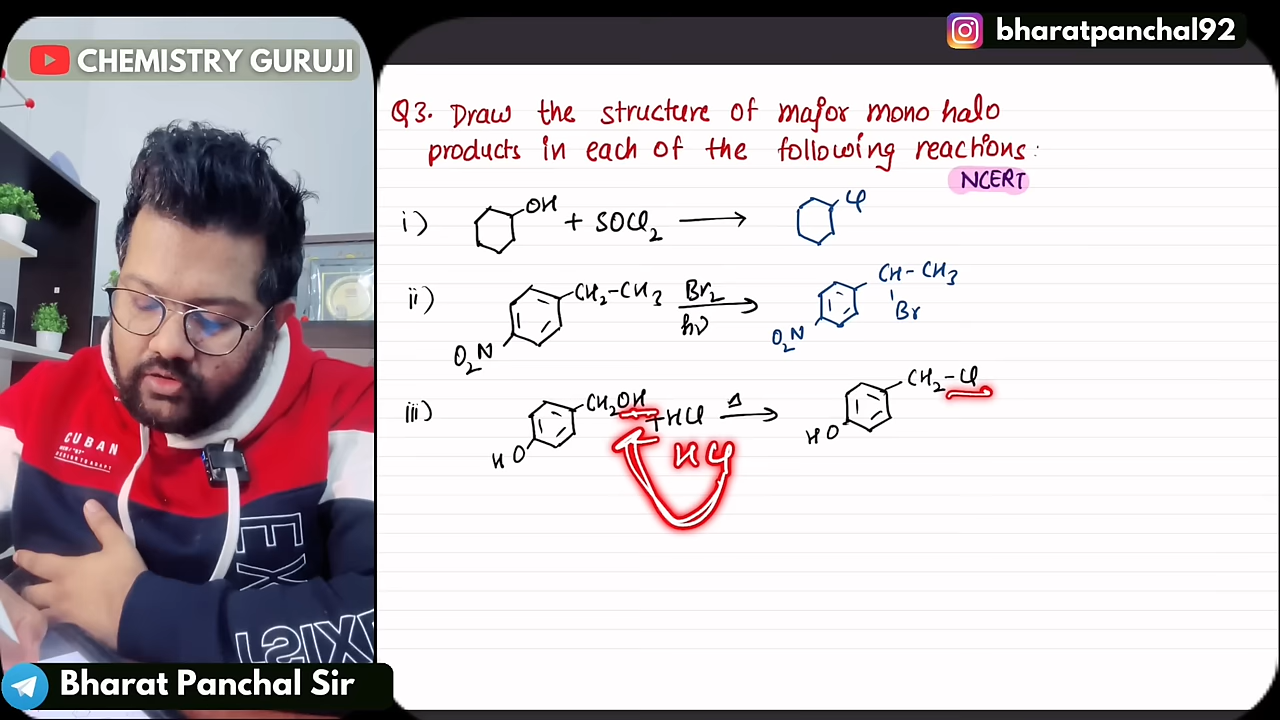 CHEMISTRY GURUJI
bharatpanchal92
Q3. Draw the structure of major mono halo
products in each of the following reactions:
NCERT
i) OH + SOCl2 Cl
ii) CH2-CH3 Br2 CH-CH3
hν Br
O2N O2N
iii) CH2OH + HCl Δ CH2-Cl
HO HCl HO
CUBAN
EXIST
Bharat Panchal Sir